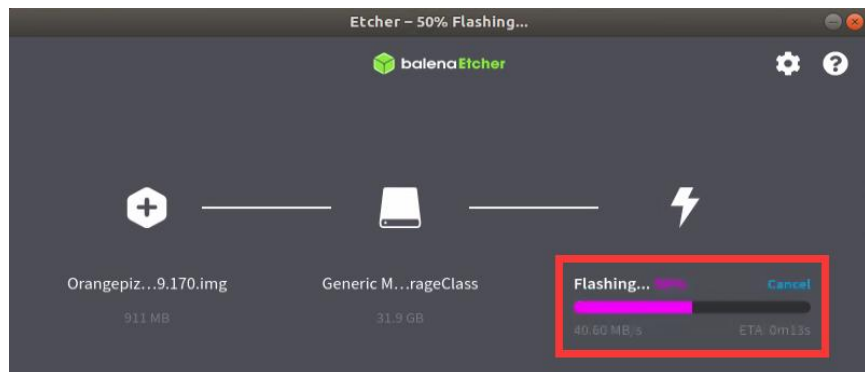 Etcher – 50% Flashing...
balenaEtcher
Orangepiz...9.170.img
Generic M...rageClass
Flashing... 50%
Cancel
911 MB
31.9 GB
40.60 MB/s
ETA: 0m13s